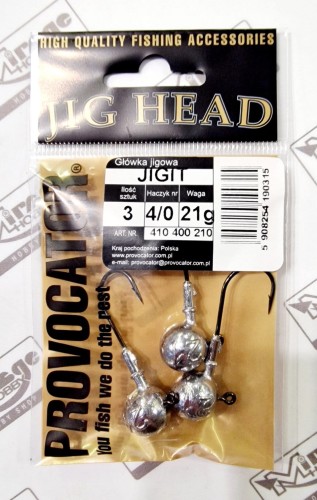 HIGH QUALITY FISHING ACCESSORIES
JIG HEAD
Główka jigowa
JIGIT
Ilość sztuk Haczyk nr Waga
3 4/0 21g
ART. NR. 410 400 210
Kraj pochodzenia: Polska
www.provocator.com.pl
e-mail: provocator@provocator.com.pl
5 908254 190315
PROVOCATOR®
You fish we do the rest